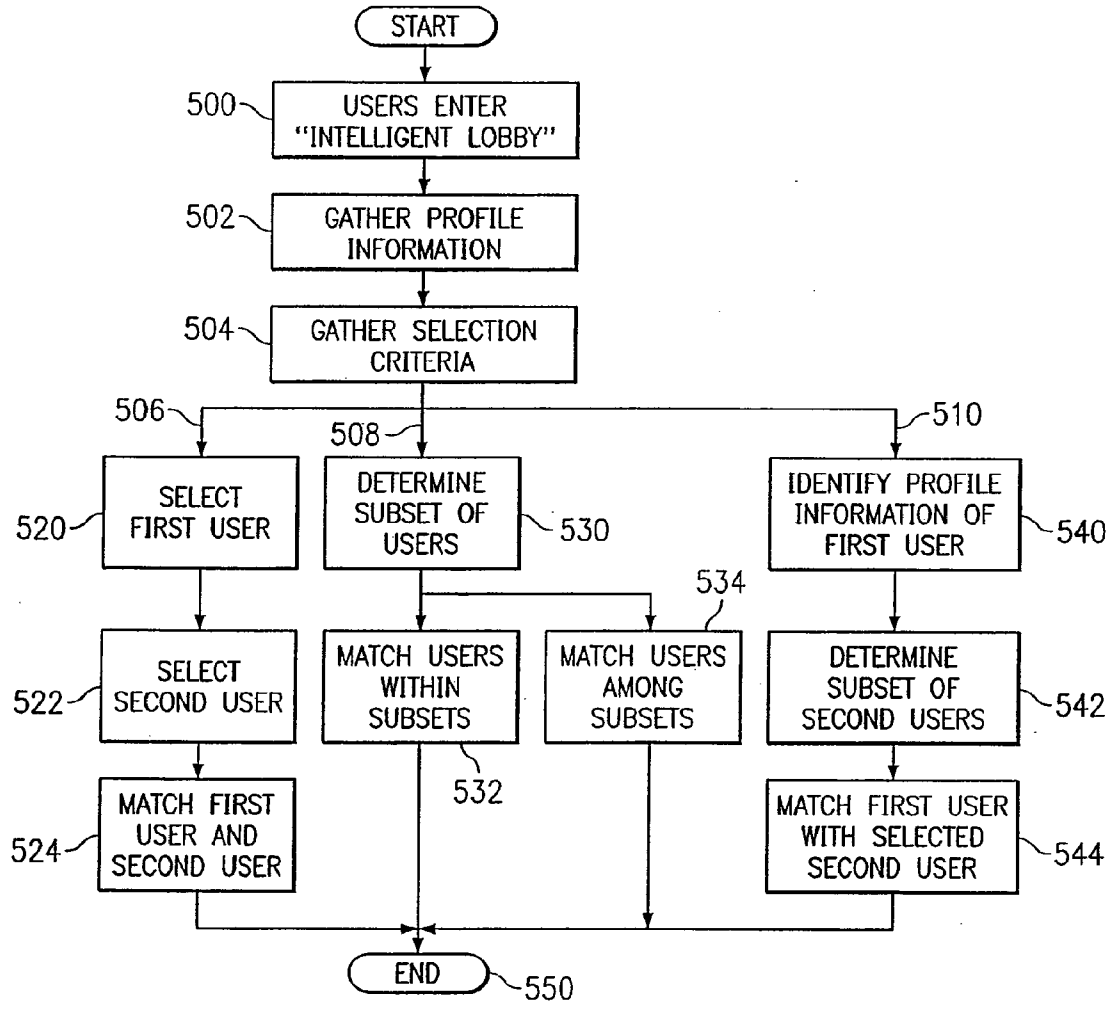 START
500
USERS ENTER
"INTELLIGENT LOBBY"
502
GATHER PROFILE
INFORMATION
504
GATHER SELECTION
CRITERIA
506
508
510
520
SELECT
FIRST USER
DETERMINE
SUBSET OF
USERS
530
IDENTIFY PROFILE
INFORMATION OF
FIRST USER
540
534
522
SELECT
SECOND USER
MATCH USERS
WITHIN
SUBSETS
532
MATCH USERS
AMONG
SUBSETS
DETERMINE
SUBSET OF
SECOND USERS
542
524
MATCH FIRST
USER AND
SECOND USER
MATCH FIRST USER
WITH SELECTED
SECOND USER
544
END
550